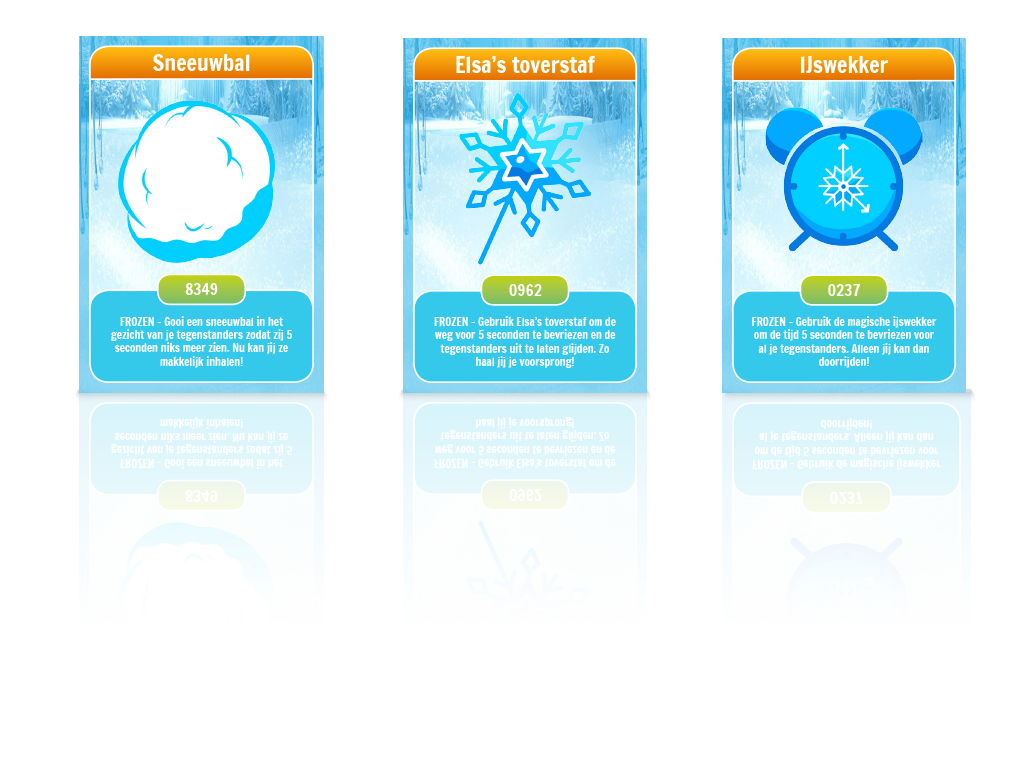 Sneeuwbal
8349
FROZEN - Gooi een sneeuwbal in het
gezicht van je tegenstanders zodat zij 5
seconden niks meer zien. Nu kan jij ze
makkelijk inhalen!
Elsa's toverstaf
0962
FROZEN - Gebruik Elsa's toverstaf om de
weg voor 5 seconden te bevriezen en de
tegenstanders uit te laten glijden. Zo
haal jij je voorsprong!
IJswekker
0237
FROZEN - Gebruik de magische ijswekker
om de tijd 5 seconden te bevriezen voor
al je tegenstanders. Alleen jij kan dan
doorrijden!